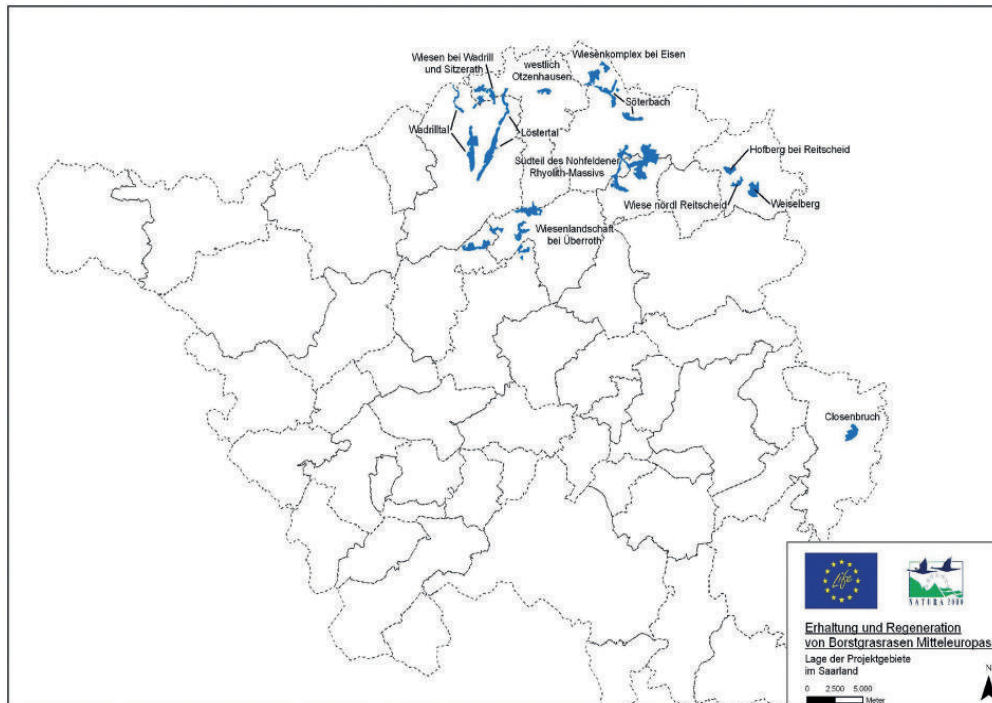 Wiesen bei Wadrill
und Sitzerath
westlich
Otzenhausen
Wiesenkomplex bei Eisen
Söterbach
Wadrilltal
Löstertal
Südteil des Nohfeldener
Rhyolith-Massivs
Hofberg bei Reitscheid
Wiese nördl Reitscheid
Weiselberg
Wiesenlandschaft
bei Überroth
Closenbruch
Life
NATURA 2000
Erhaltung und Regeneration
von Borstgrasrasen Mitteleuropas
Lage der Projektgebiete
im Saarland
N
0 2.500 5.000
Meter